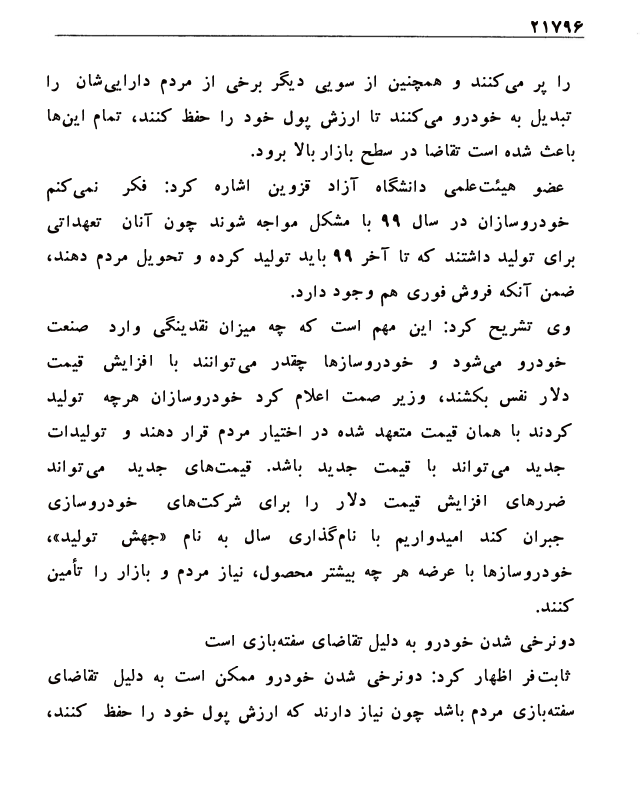 ۲۱۷۹۶
را پر می‌کنند و همچنین از سویی دیگر برخی از مردم دارایی‌شان را
تبدیل به خودرو می‌کنند تا ارزش پول خود را حفظ کنند، تمام این‌ها
باعث شده است تقاضا در سطح بازار بالا برود.
عضو هیئت‌علمی دانشگاه آزاد قزوین اشاره کرد: فکر نمی‌کنم
خودروسازان در سال ۹۹ با مشکل مواجه شوند چون آنان تعهداتی
برای تولید داشتند که تا آخر ۹۹ باید تولید کرده و تحویل مردم دهند،
ضمن آنکه فروش فوری هم وجود دارد.
وی تشریح کرد: این مهم است که چه میزان نقدینگی وارد صنعت
خودرو می‌شود و خودروسازها چقدر می‌توانند با افزایش قیمت
دلار نفس بکشند، وزیر صمت اعلام کرد خودروسازان هرچه تولید
کردند با همان قیمت متعهد شده در اختیار مردم قرار دهند و تولیدات
جدید می‌تواند با قیمت جدید باشد. قیمت‌های جدید می‌تواند
ضررهای افزایش قیمت دلار را برای شرکت‌های خودروسازی
جبران کند امیدواریم با نام‌گذاری سال به نام «جهش تولید»،
خودروسازها با عرضه هر چه بیشتر محصول، نیاز مردم و بازار را تأمین
کنند.
دونرخی شدن خودرو به دلیل تقاضای سفته‌بازی است
ثابت‌فر اظهار کرد: دونرخی شدن خودرو ممکن است به دلیل تقاضای
سفته‌بازی مردم باشد چون نیاز دارند که ارزش پول خود را حفظ کنند،